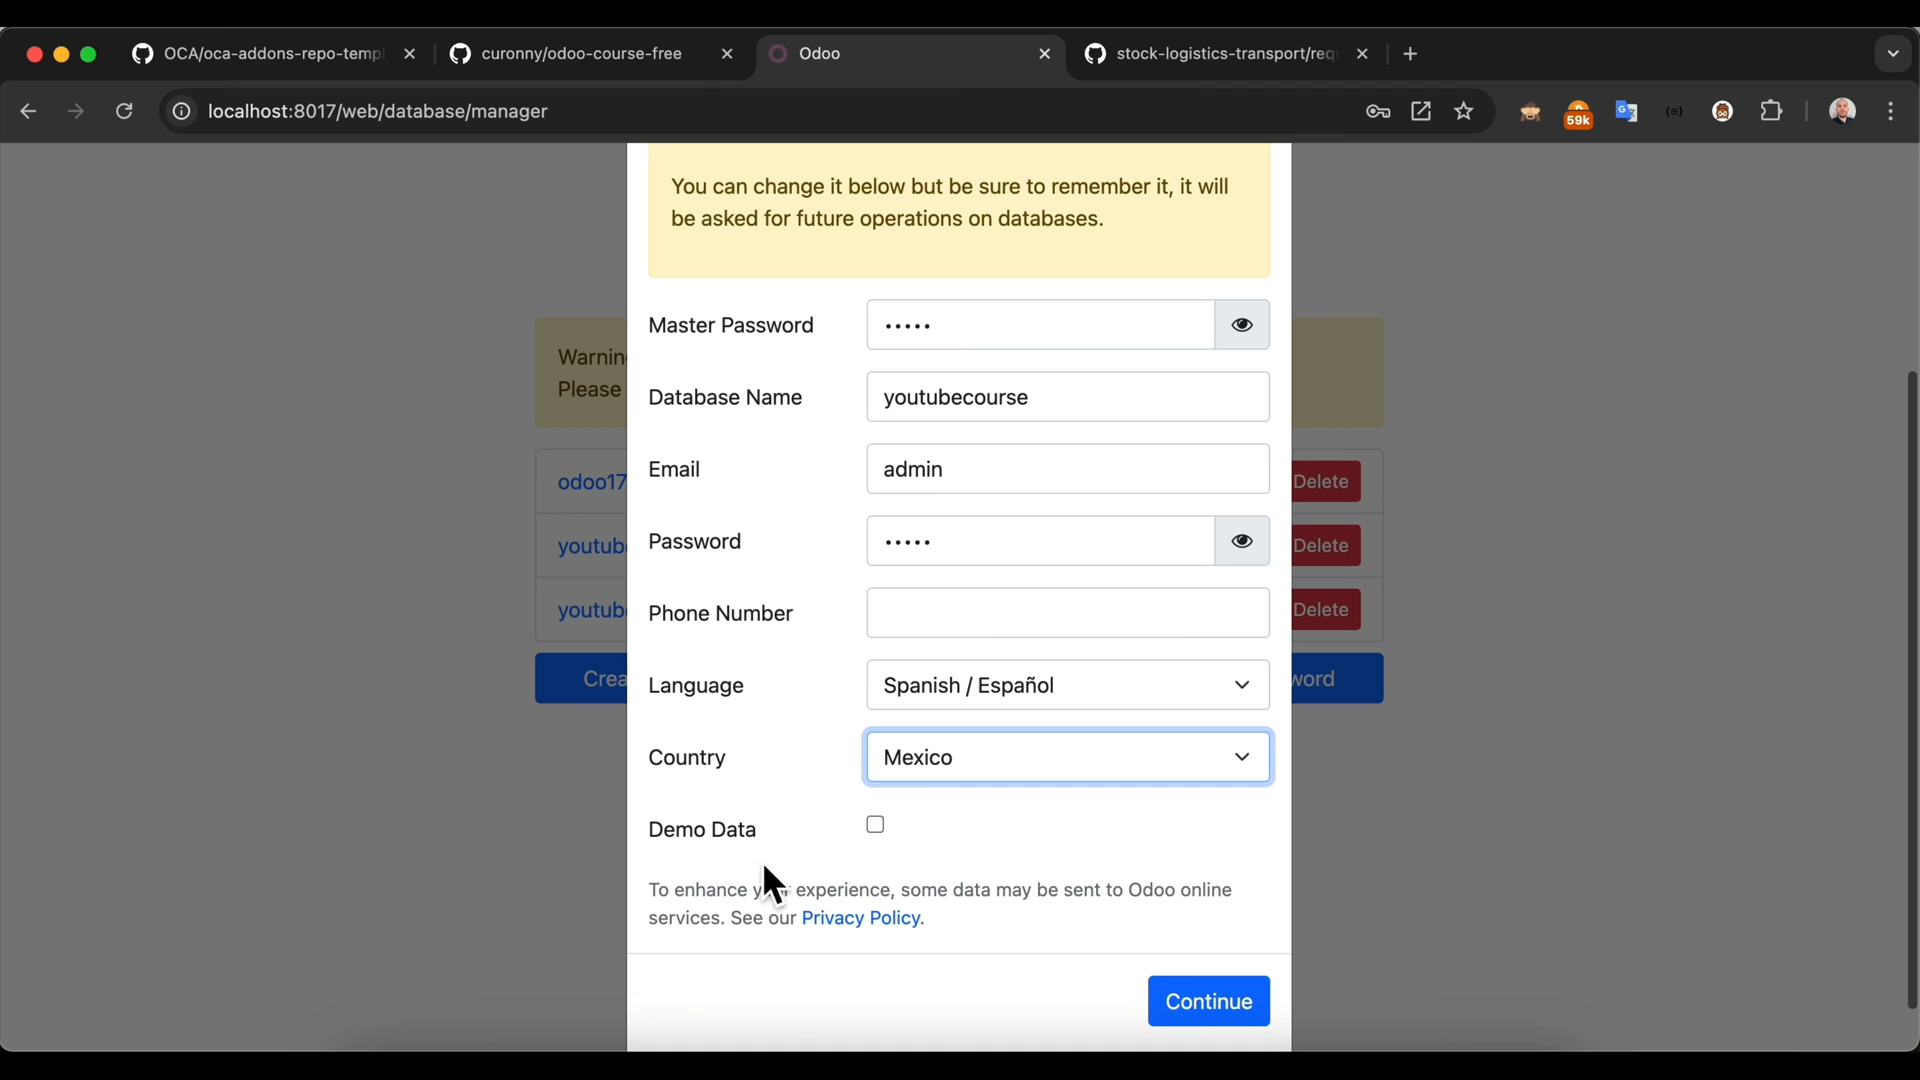 OCA/oca-addons-repo-templ
curonny/odoo-course-free
Odoo
stock-logistics-transport/req
localhost:8017/web/database/manager
59k
You can change it below but be sure to remember it, it will
be asked for future operations on databases.
Warnin
Please
Master Password
Database Name
youtubecourse
odoo17
Email
admin
Delete
youtub
Password
Delete
youtub
Phone Number
Delete
Crea
Language
Spanish / Español
word
Country
Mexico
Demo Data
To enhance your experience, some data may be sent to Odoo online
services. See our Privacy Policy.
Continue